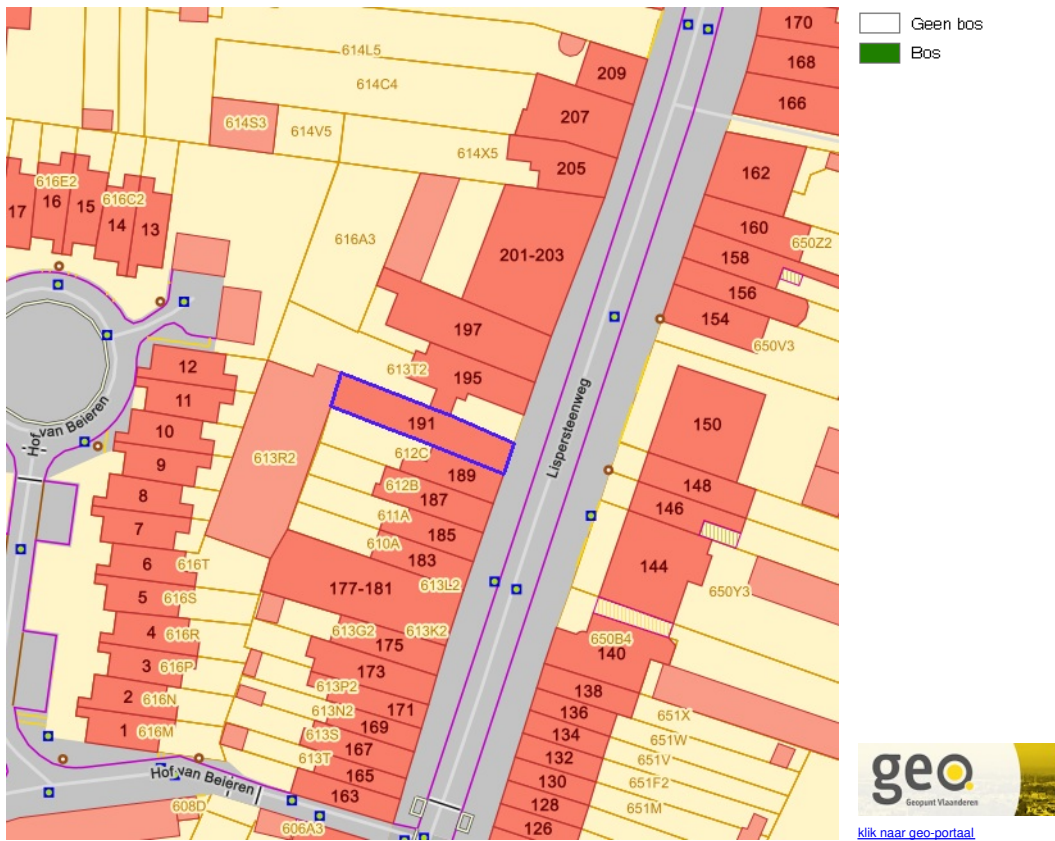 170
Geen bos
614L5
Bos
209
168
614C4
166
207
614S3
614V5
614X5
205
162
616E2
16
15
616C2
17
14
13
160
616A3
650Z2
201-203
158
156
154
197
650V3
12
613T2
195
11
Hof van Beieren
Lispersteenweg
191
150
10
612C
613R2
9
189
612B
148
8
187
146
611A
7
185
610A
183
6
616T
144
177-181
613L2
5
616S
650Y3
4
616R
613G2
613K2
650B4
175
140
3
616P
173
613P2
138
2
616N
171
613N2
136
651X
169
1
616M
613S
134
651W
167
613T
132
651V
Hof van Beieren
165
130
651F2
163
608D
128
651M
606A3
126
geo
Geopunt Vlaanderen
klik naar geo-portaal